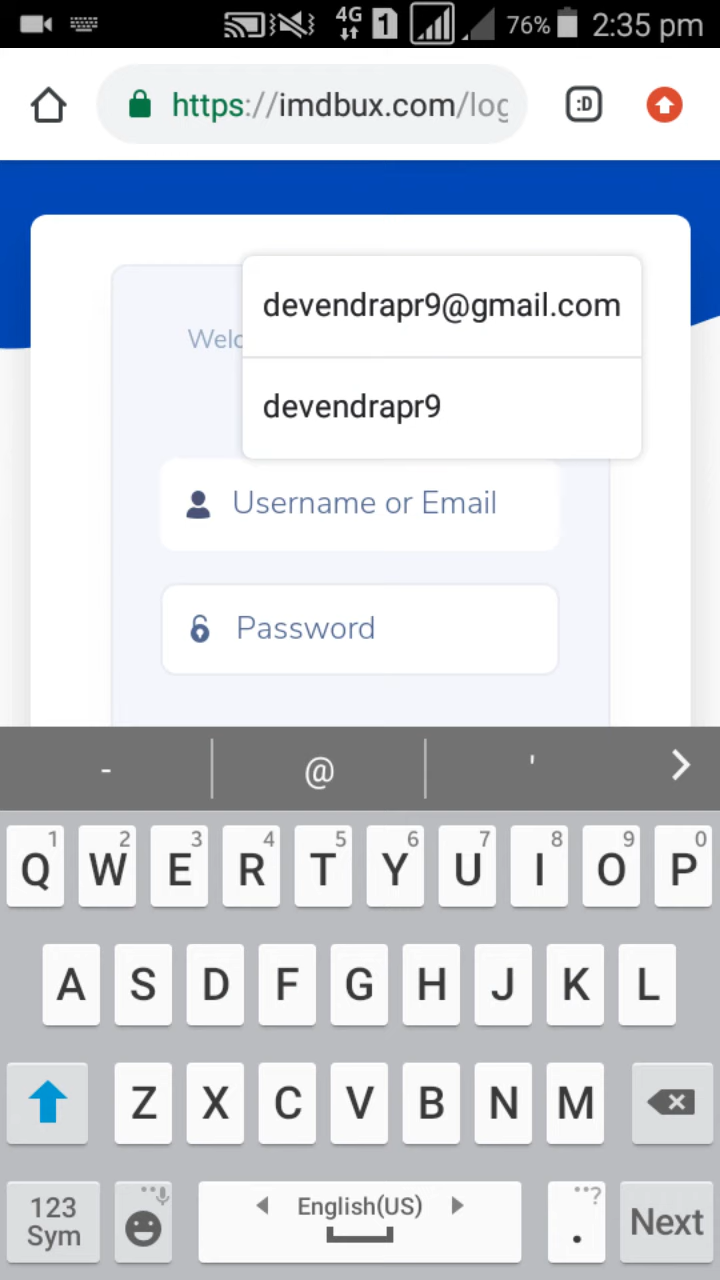 4G 1 76% 2:35 pm
https://imdbux.com/log
:D
devendrapr9@gmail.com
Welc
devendrapr9
Username or Email
Password
- @ '
1 2 3 4 5 6 7 8 9 0
Q W E R T Y U I O P
A S D F G H J K L
Z X C V B N M
123
Sym
English(US)
. ?
Next